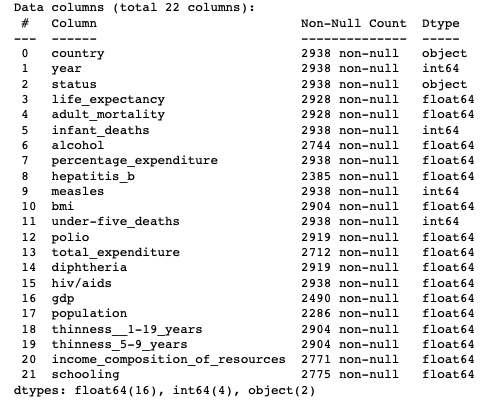 Data columns (total 22 columns):
 #   Column                           Non-Null Count  Dtype
---  ------                           --------------  -----
 0   country                          2938 non-null   object
 1   year                             2938 non-null   int64
 2   status                           2938 non-null   object
 3   life_expectancy                  2928 non-null   float64
 4   adult_mortality                  2928 non-null   float64
 5   infant_deaths                    2938 non-null   int64
 6   alcohol                          2744 non-null   float64
 7   percentage_expenditure           2938 non-null   float64
 8   hepatitis_b                      2385 non-null   float64
 9   measles                          2938 non-null   int64
 10  bmi                              2904 non-null   float64
 11  under-five_deaths                2938 non-null   int64
 12  polio                            2919 non-null   float64
 13  total_expenditure                2712 non-null   float64
 14  diphtheria                       2919 non-null   float64
 15  hiv/aids                         2938 non-null   float64
 16  gdp                              2490 non-null   float64
 17  population                       2286 non-null   float64
 18  thinness__1-19_years             2904 non-null   float64
 19  thinness_5-9_years               2904 non-null   float64
 20  income_composition_of_resources  2771 non-null   float64
 21  schooling                        2775 non-null   float64
dtypes: float64(16), int64(4), object(2)